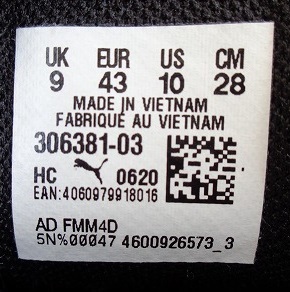 UK EUR US CM
9 43 10 28
MADE IN VIETNAM
FABRIQUÉ AU VIETNAM
306381-03
HC 0620
EAN:4060979918016
AD FMM4D
SN%00047 4600926573_3